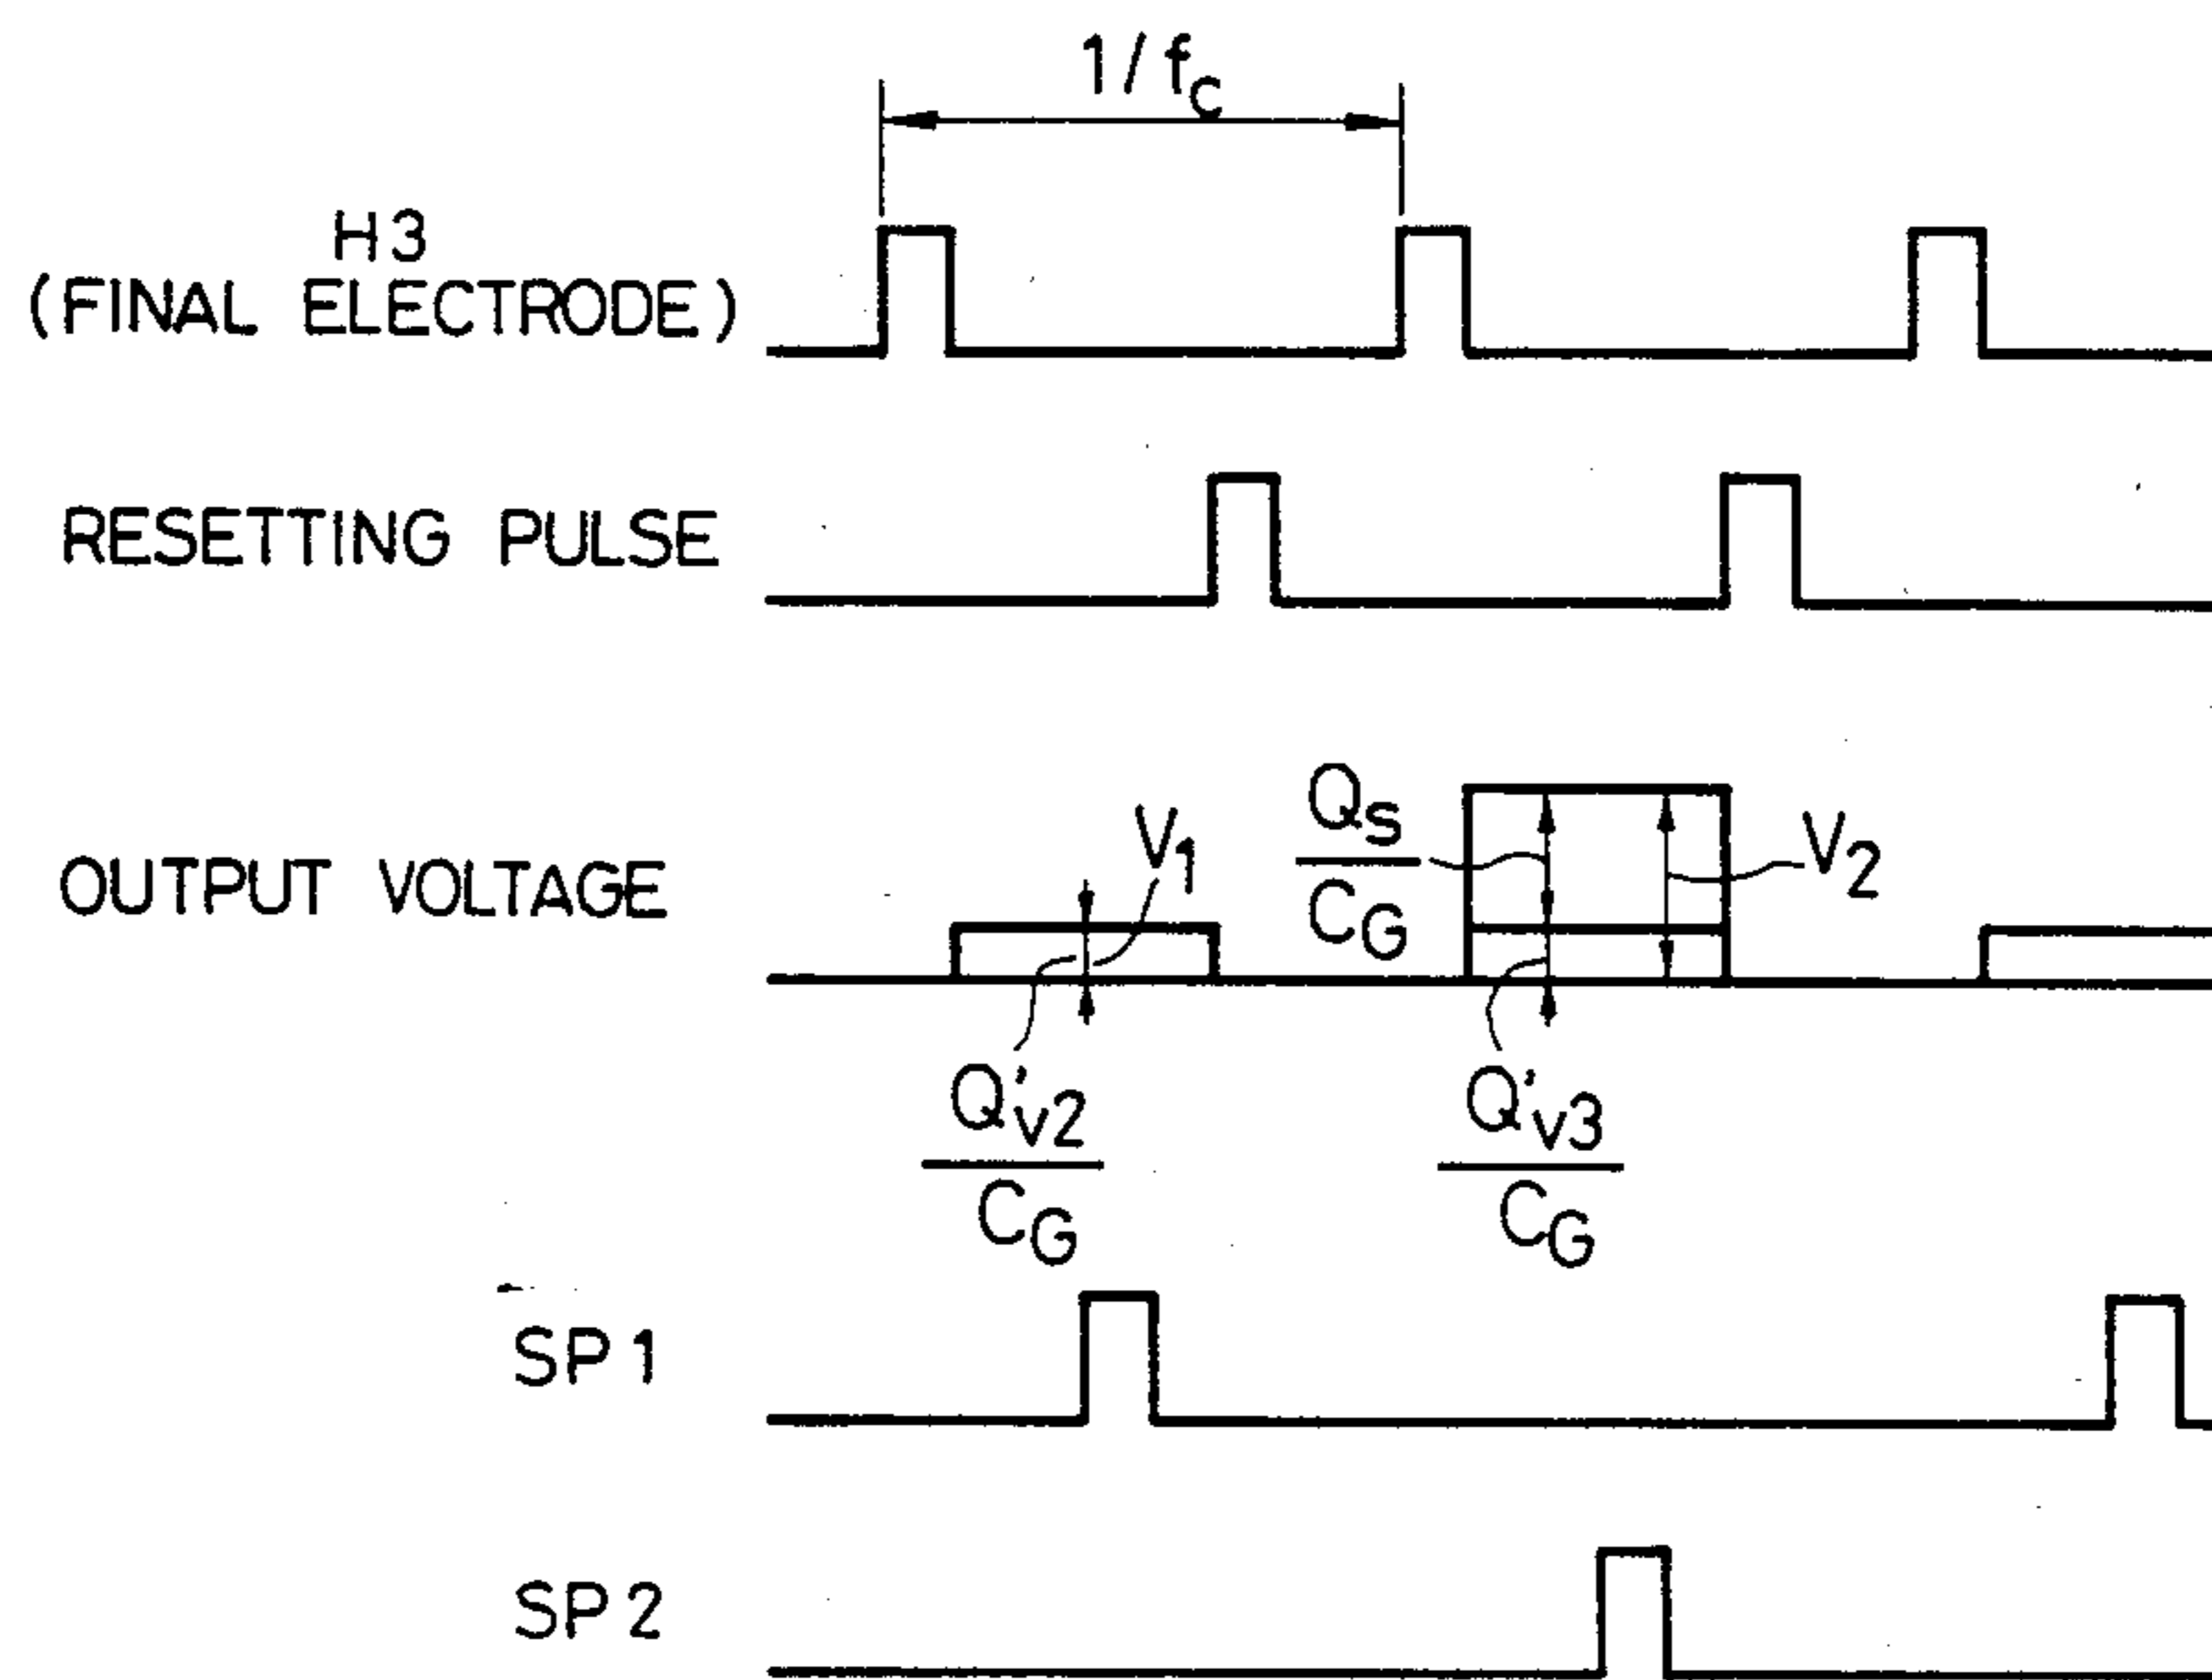 1/fc
H3
(FINAL ELECTRODE)
RESETTING PULSE
OUTPUT VOLTAGE
V1
Qs
CG
V2
Q'v2
CG
Q'v3
CG
SP1
SP2